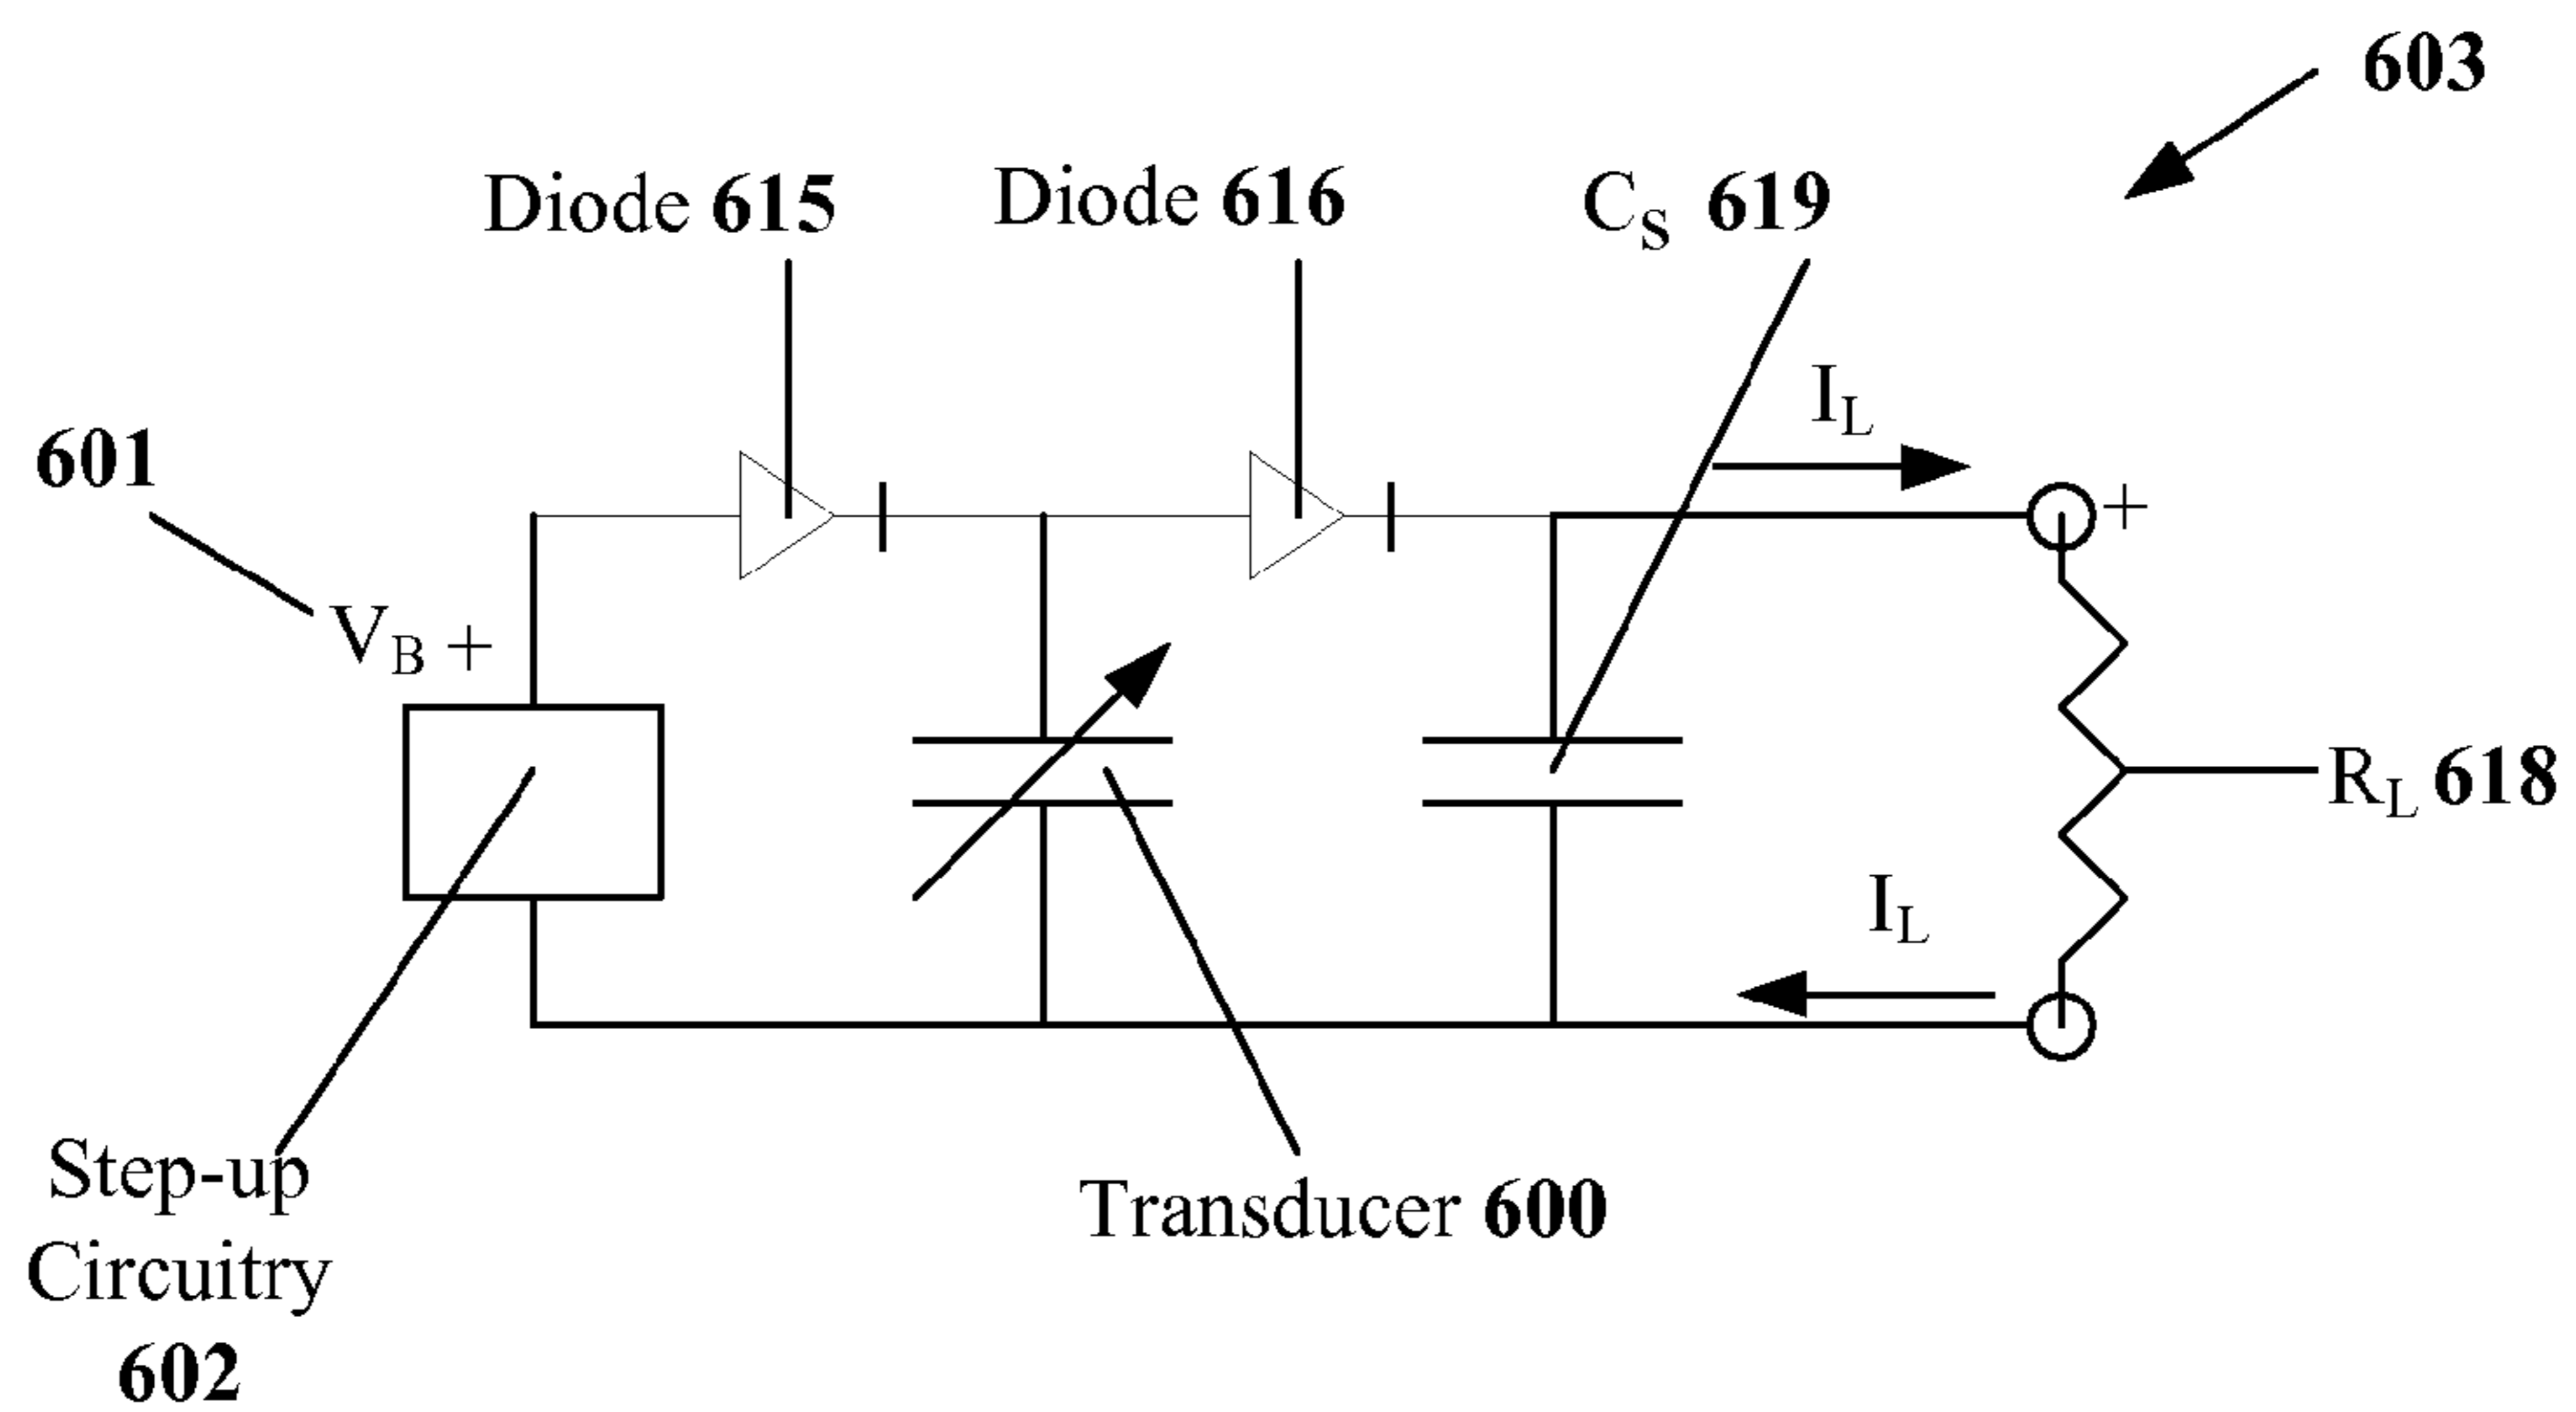 603
Diode 615
Diode 616
CS 619
IL
601
VB +
+
RL 618
IL
Step-up
Circuitry
602
Transducer 600